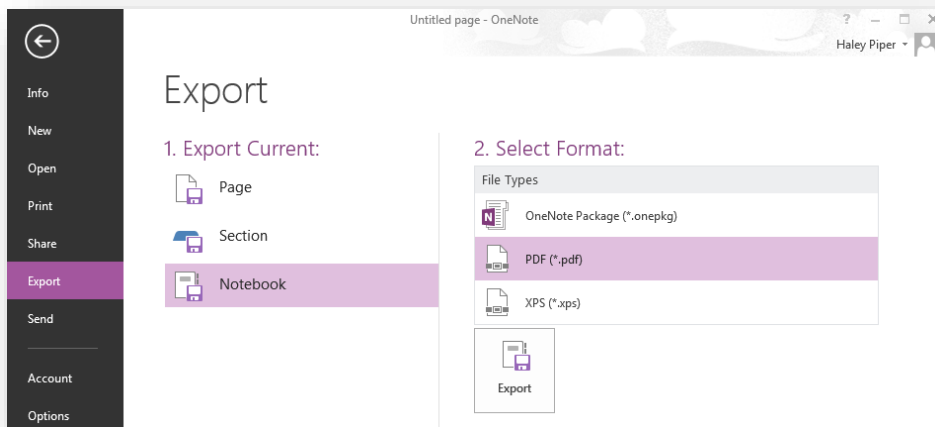 Untitled page - OneNote
?
Haley Piper
Info
New
Open
Print
Share
Export
Send
Account
Options
Export
1. Export Current:
Page
Section
Notebook
2. Select Format:
File Types
N
OneNote Package (*.onepkg)
PDF (*.pdf)
XPS (*.xps)
Export